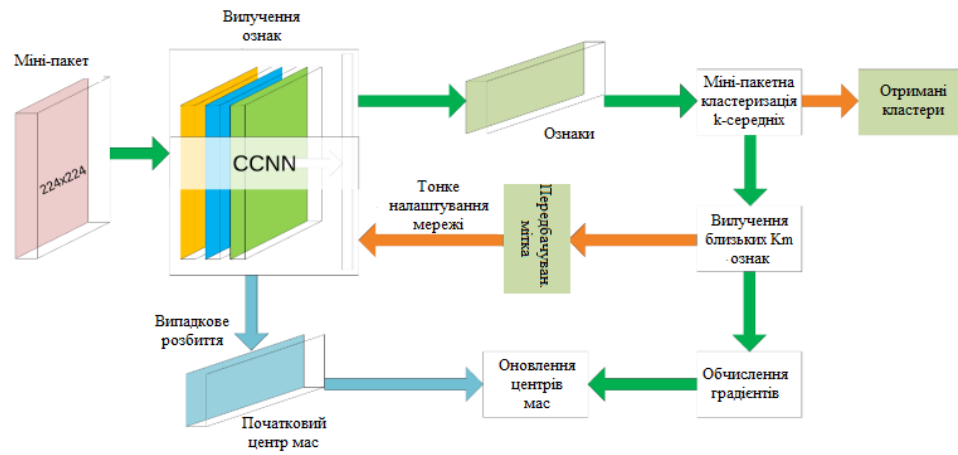 Вилучення
ознак
Міні-пакет
224x224
CCNN
Ознаки
Міні-пакетна
кластеризація
k-середніх
Отримані
кластери
Тонке
налаштування
мережі
Передбачуван.
мітка
Вилучення
близьких Km
ознак
Випадкове
розбиття
Початковий
центр мас
Оновлення
центрів
мас
Обчислення
градієнтів